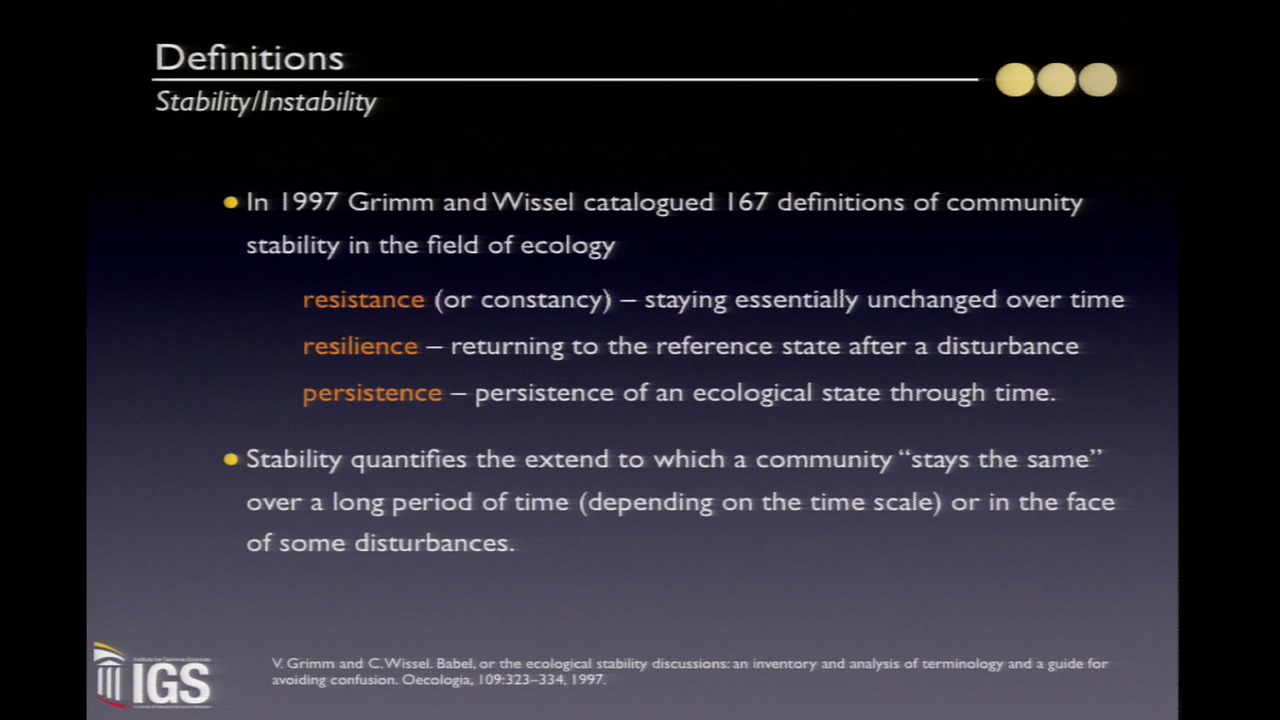 Definitions
Stability/Instability
In 1997 Grimm and Wissel catalogued 167 definitions of community
stability in the field of ecology
resistance (or constancy) – staying essentially unchanged over time
resilience – returning to the reference state after a disturbance
persistence – persistence of an ecological state through time.
Stability quantifies the extend to which a community “stays the same”
over a long period of time (depending on the time scale) or in the face
of some disturbances.
Institute for Genome Sciences
IGS
V. Grimm and C. Wissel. Babel, or the ecological stability discussions: an inventory and analysis of terminology and a guide for
avoiding confusion. Oecologia, 109:323–334, 1997.